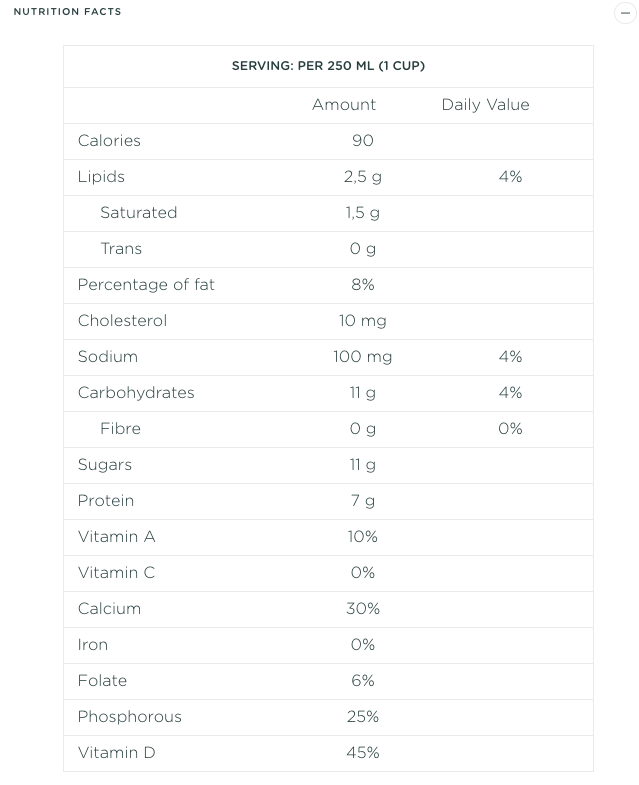 NUTRITION FACTS
SERVING: PER 250 ML (1 CUP)
Amount Daily Value
Calories 90
Lipids 2,5 g 4%
Saturated 1,5 g
Trans 0 g
Percentage of fat 8%
Cholesterol 10 mg
Sodium 100 mg 4%
Carbohydrates 11 g 4%
Fibre 0 g 0%
Sugars 11 g
Protein 7 g
Vitamin A 10%
Vitamin C 0%
Calcium 30%
Iron 0%
Folate 6%
Phosphorous 25%
Vitamin D 45%